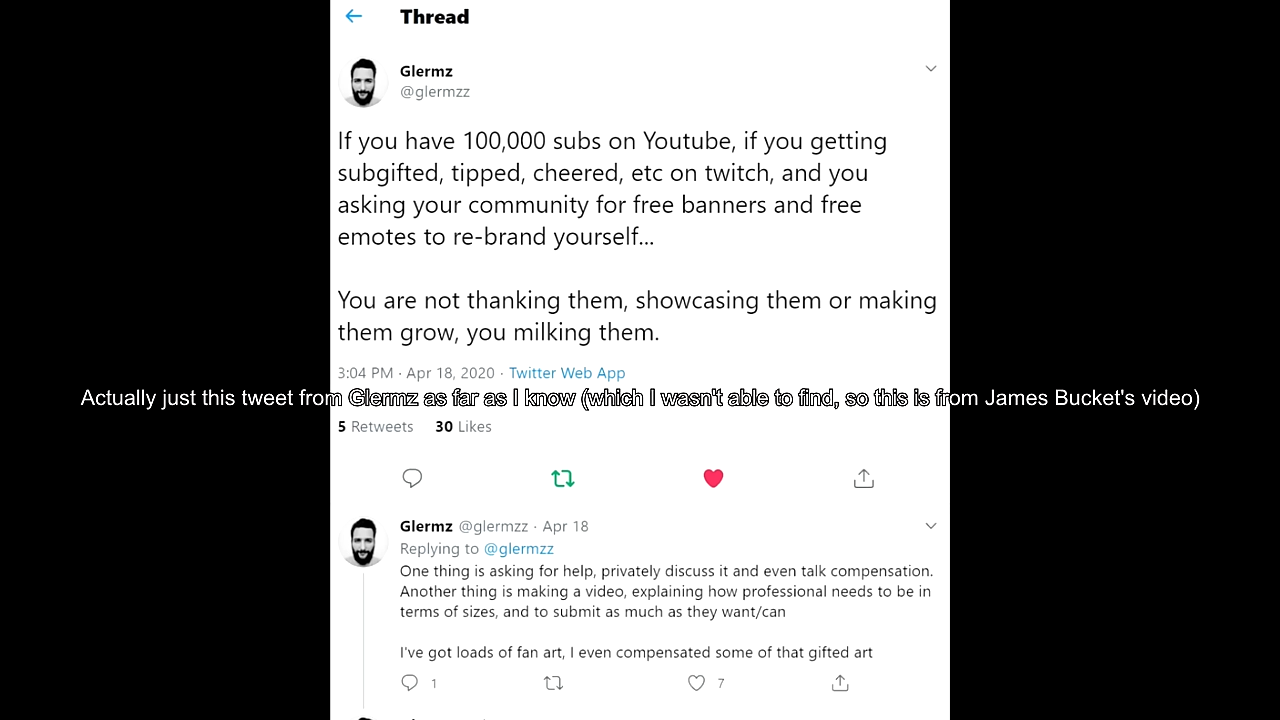 Thread
Glermz
@glermzz
If you have 100,000 subs on Youtube, if you getting
subgifted, tipped, cheered, etc on twitch, and you
asking your community for free banners and free
emotes to re-brand yourself...
You are not thanking them, showcasing them or making
them grow, you milking them.
3:04 PM · Apr 18, 2020 · Twitter Web App
Actually just this tweet from Glermz as far as I know (which I wasn't able to find, so this is from James Bucket's video)
5 Retweets 30 Likes
Glermz @glermzz · Apr 18
Replying to @glermzz
One thing is asking for help, privately discuss it and even talk compensation.
Another thing is making a video, explaining how professional needs to be in
terms of sizes, and to submit as much as they want/can
I've got loads of fan art, I even compensated some of that gifted art
1 7